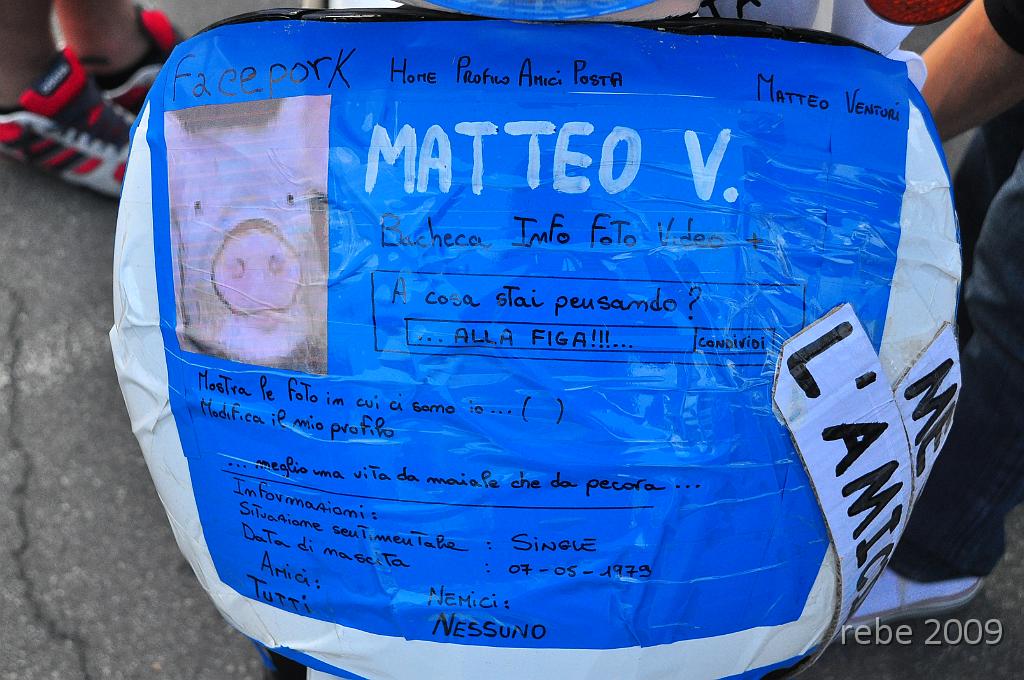 Facepork Home Profilo Amici Posta Matteo Venturi
MATTEO V.
Bacheca Info Foto Video +
A cosa stai pensando?
... ALLA FIGA!!!... CONDIVIDI
Mostra le foto in cui ci sono io ... ( )
Modifica il mio profilo
... meglio una vita da maiale che da pecora ...
Informazioni:
Situazione sentimentale : SINGLE
Data di nascita : 07-05-1979
Amici: Nemici:
TUTTI NESSUNO
L'AMICO
ME
rebe 2009